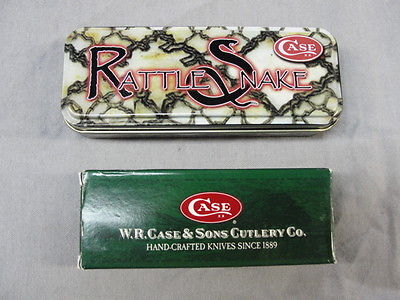 CASE
RATTLESNAKE
CASE
W.R. CASE & SONS CUTLERY CO.
HAND-CRAFTED KNIVES SINCE 1889